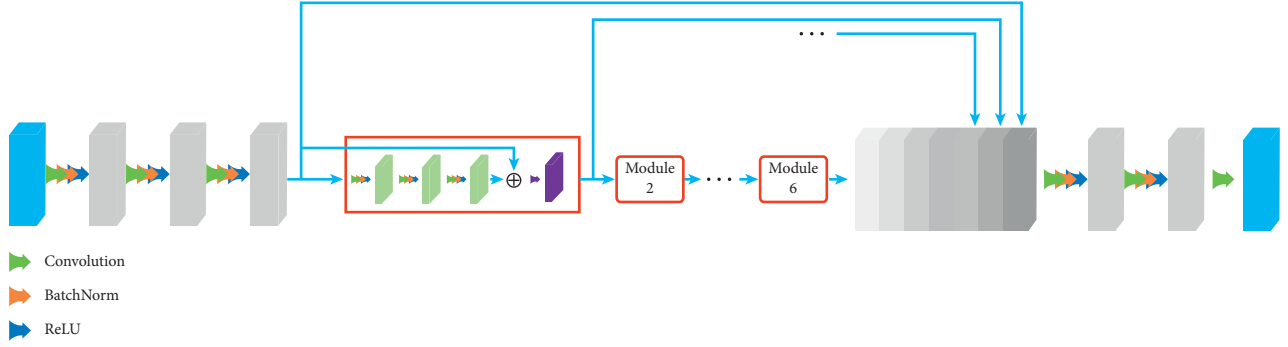 ...
Module
2
...
Module
6
Convolution
BatchNorm
ReLU